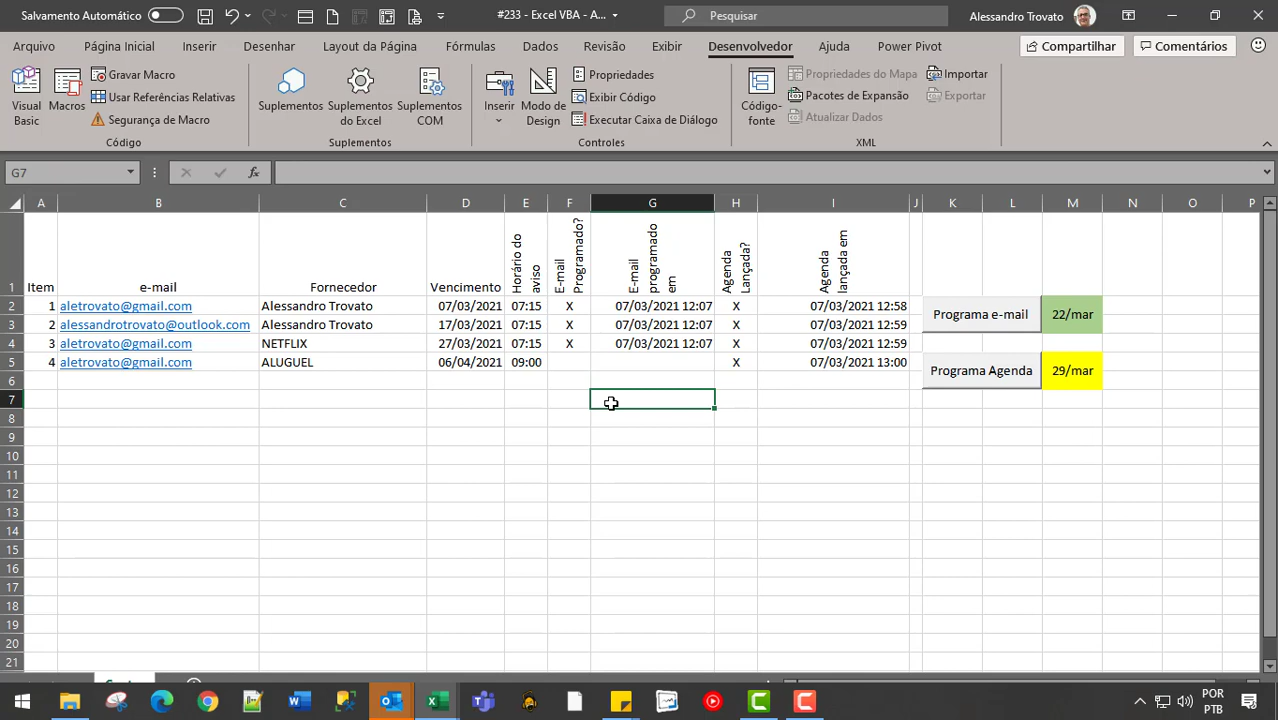 Salvamento Automático
#233 - Excel VBA - A...
Pesquisar
Alessandro Trovato
Arquivo Página Inicial Inserir Desenhar Layout da Página Fórmulas Dados Revisão Exibir Desenvolvedor Ajuda Power Pivot Compartilhar Comentários
Visual Basic
Macros
Gravar Macro
Usar Referências Relativas
Segurança de Macro
Código
Suplementos
Suplementos do Excel
Suplementos COM
Suplementos
Inserir
Modo de Design
Propriedades
Exibir Código
Executar Caixa de Diálogo
Controles
Código-fonte
Propriedades do Mapa
Pacotes de Expansão
Atualizar Dados
Importar
Exportar
XML
G7
fx
A B C D E F G H I J K L M N O P
1 Item e-mail Fornecedor Vencimento Horário do aviso E-mail Programado? E-mail programado em Agenda Lançada? Agenda lançada em
2 1 aletrovato@gmail.com Alessandro Trovato 07/03/2021 07:15 X 07/03/2021 12:07 X 07/03/2021 12:58 Programa e-mail 22/mar
3 2 alessandrotrovato@outlook.com Alessandro Trovato 17/03/2021 07:15 X 07/03/2021 12:07 X 07/03/2021 12:59
4 3 aletrovato@gmail.com NETFLIX 27/03/2021 07:15 X 07/03/2021 12:07 X 07/03/2021 12:59
5 4 aletrovato@gmail.com ALUGUEL 06/04/2021 09:00 X 07/03/2021 13:00 Programa Agenda 29/mar
6
7
8
9
10
11
12
13
14
15
16
17
18
19
20
21
POR
PTB